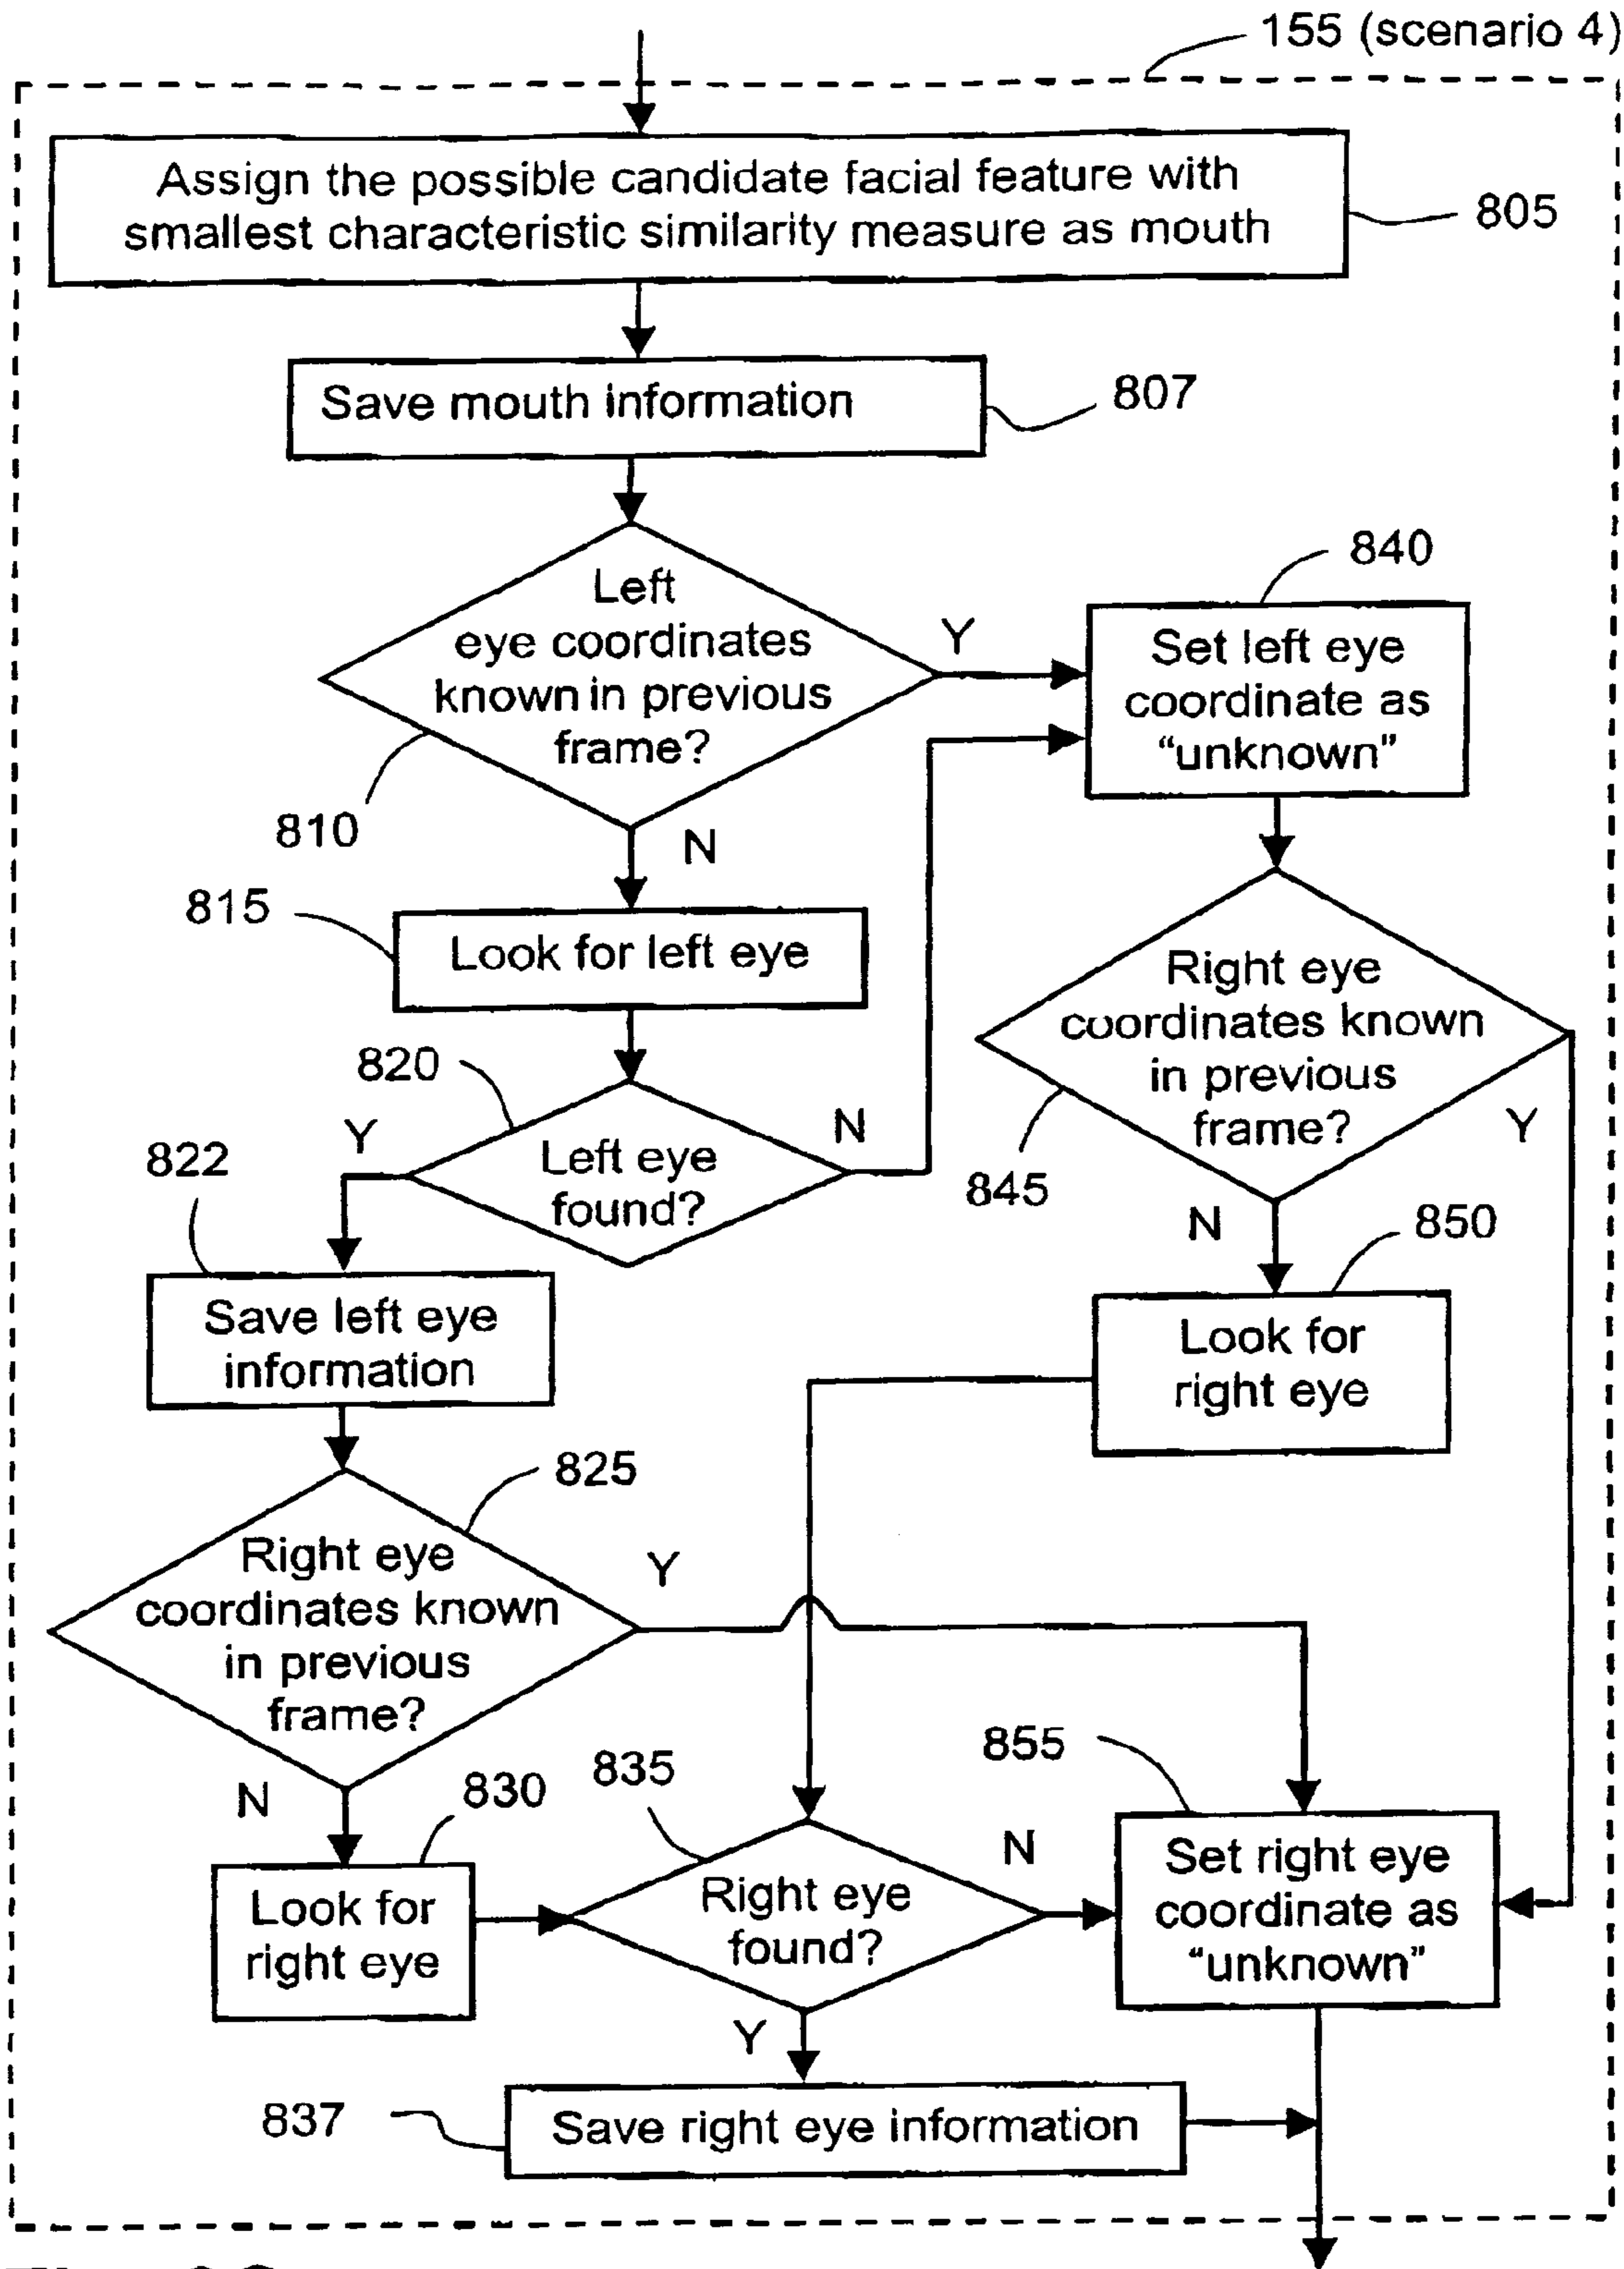 155 (scenario 4)
Assign the possible candidate facial feature with
smallest characteristic similarity measure as mouth
805
Save mouth information
807
Left
eye coordinates
known in previous
frame?
810
Y
N
840
Set left eye
coordinate as
“unknown”
815
Look for left eye
820
Left eye
found?
Y
N
Right eye
coordinates known
in previous
frame?
845
Y
N
822
Save left eye
information
850
Look for
right eye
825
Right eye
coordinates known
in previous
frame?
Y
N
830
Look for
right eye
835
Right eye
found?
N
Y
855
Set right eye
coordinate as
“unknown”
837
Save right eye information